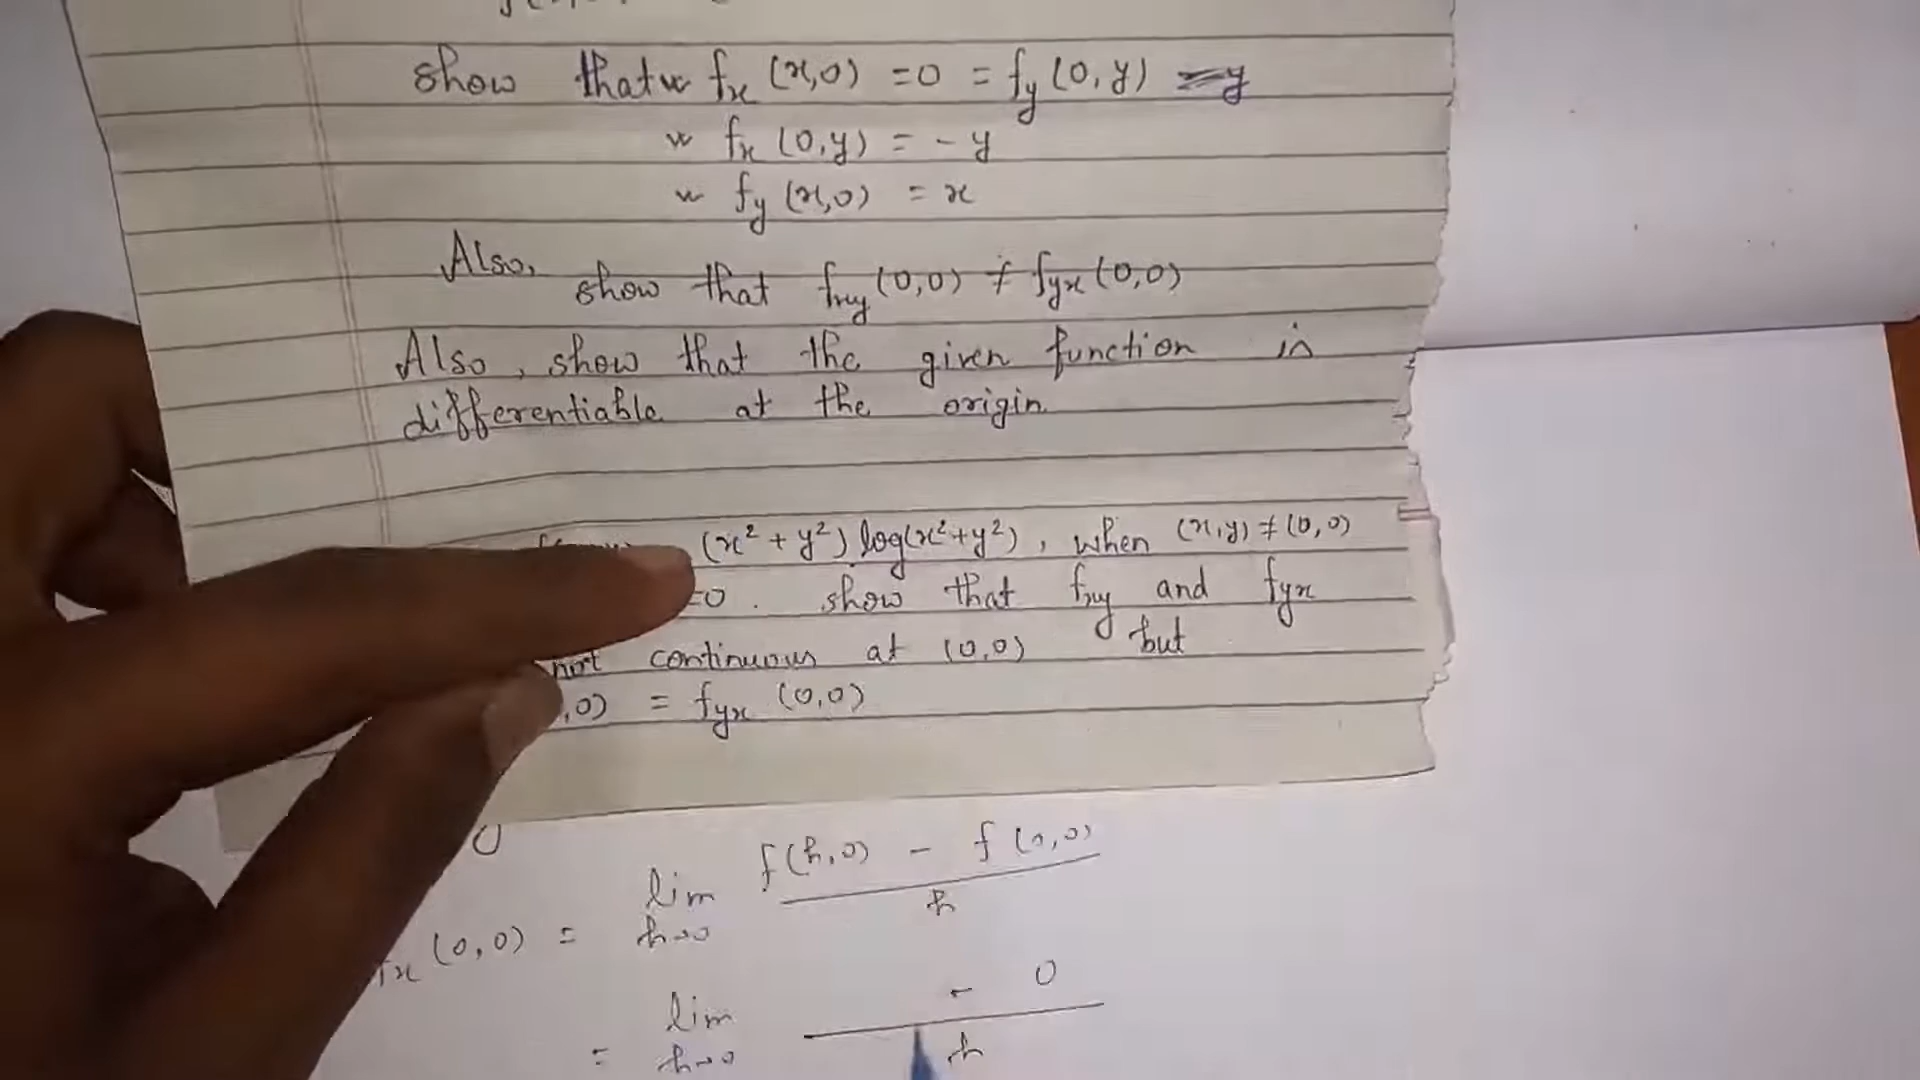 show that fx (x,0) = 0 = fy (0,y)
fx (0,y) = - y
fy (x,0) = x
Also,
show that fxy (0,0) ≠ fyx (0,0)
Also, show that the given function is
differentiable at the origin.
(x² + y²) log(x²+y²), when (x,y) ≠ (0,0)
=0. show that fxy and fyx
not continuous at (0,0) but
,0) = fyx (0,0)
fx (0,0) = lim h→0 f(h,0) - f(0,0) / h
= lim h→0 - 0 / h